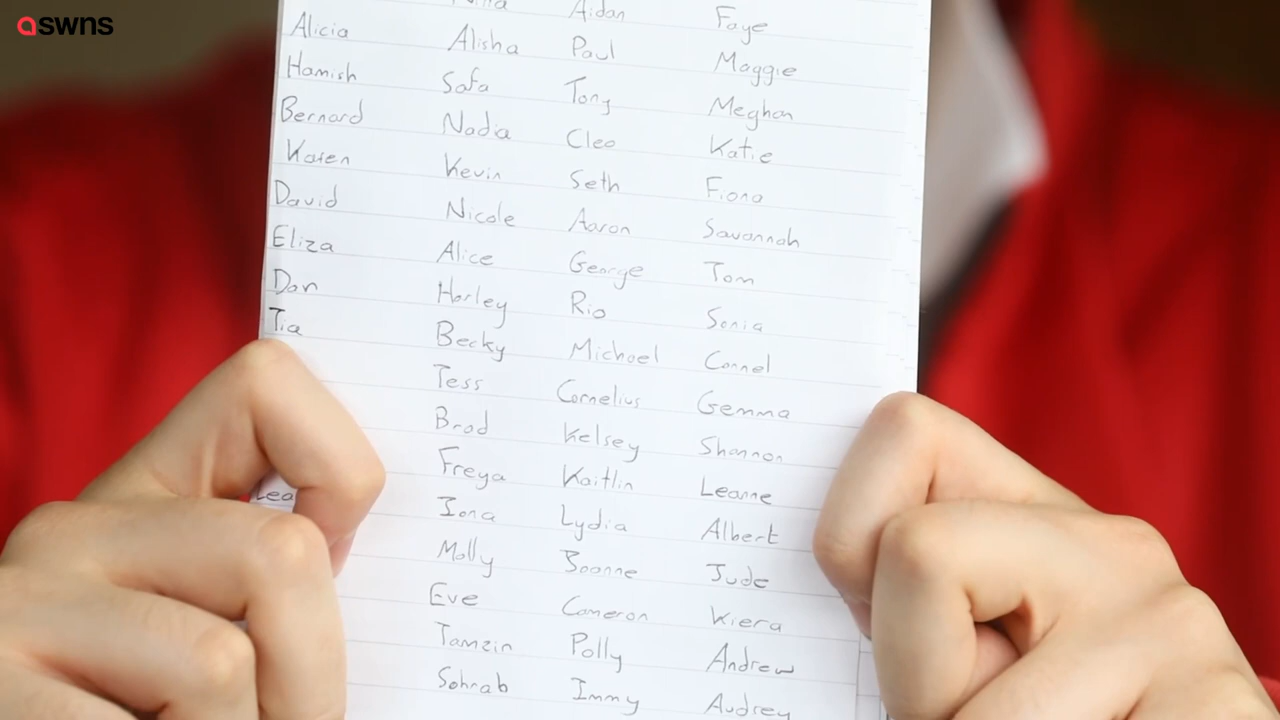 swns
Aidan Faye
Alicia Alisha Paul Maggie
Hamish Safa Tony Meghan
Bernard Nadia Cleo Katie
Karen Kevin Seth Fiona
David Nicole Aaron Savannah
Eliza Alice George Tom
Dan Harley Rio Sonia
Tia Becky Michael Connel
Tess Cornelius Gemma
Brad Kelsey Shannon
Freya Kaitlin Leanne
Iona Lydia Albert
Molly Jude
Eve Cameron Kiera
Tamzin Polly Andrew
Sohrab Immy Audrey